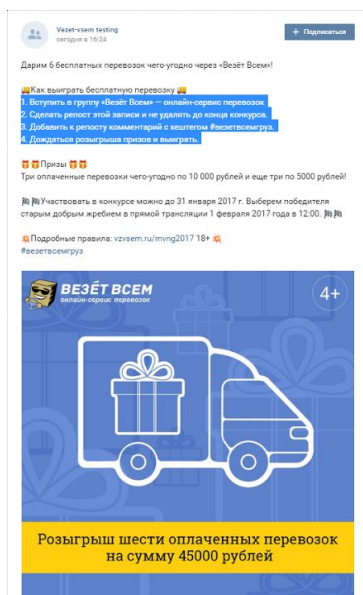 Vezet-vsem testing
сегодня в 16:24
+ Подписаться
Дарим 6 бесплатных перевозок чего-угодно через «Везёт Всем»!
🚚Как выиграть бесплатную перевозку 🚚
1. Вступить в группу «Везёт Всем» — онлайн-сервис перевозок
2. Сделать репост этой записи и не удалять до конца конкурса.
3. Добавить к репосту комментарий с хештегом #везетвсемгруз.
4. Дождаться розыгрыша призов и выиграть.
🎁🎁Призы 🎁🎁
Три оплаченные перевозки чего-угодно по 10 000 рублей и еще три по 5000 рублей!
🏁🏁Участвовать в конкурсе можно до 31 января 2017 г. Выберем победителя
старым добрым жребием в прямой трансляции 1 февраля 2017 года в 12:00. 🏁🏁
💥Подробные правила: vzvsem.ru/mvng2017 18+ 💥
#везетвсемгруз
ВЕЗЁТ ВСЕМ
онлайн-сервис перевозок
4+
Розыгрыш шести оплаченных перевозок
на сумму 45000 рублей